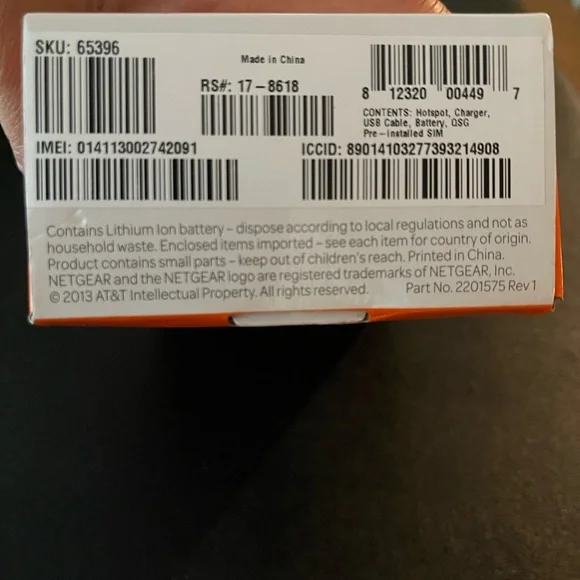 SKU: 65396
Made in China
RS#: 17-8618
8 12320 00449 7
CONTENTS: Hotspot, Charger,
USB Cable, Battery, QSG
Pre-installed SIM
IMEI: 014113002742091
ICCID: 89014103277393214908
Contains Lithium Ion battery – dispose according to local regulations and not as
household waste. Enclosed items imported – see each item for country of origin.
Product contains small parts – keep out of children's reach. Printed in China.
NETGEAR and the NETGEAR logo are registered trademarks of NETGEAR, Inc.
© 2013 AT&T Intellectual Property. All rights reserved. Part No. 2201575 Rev 1